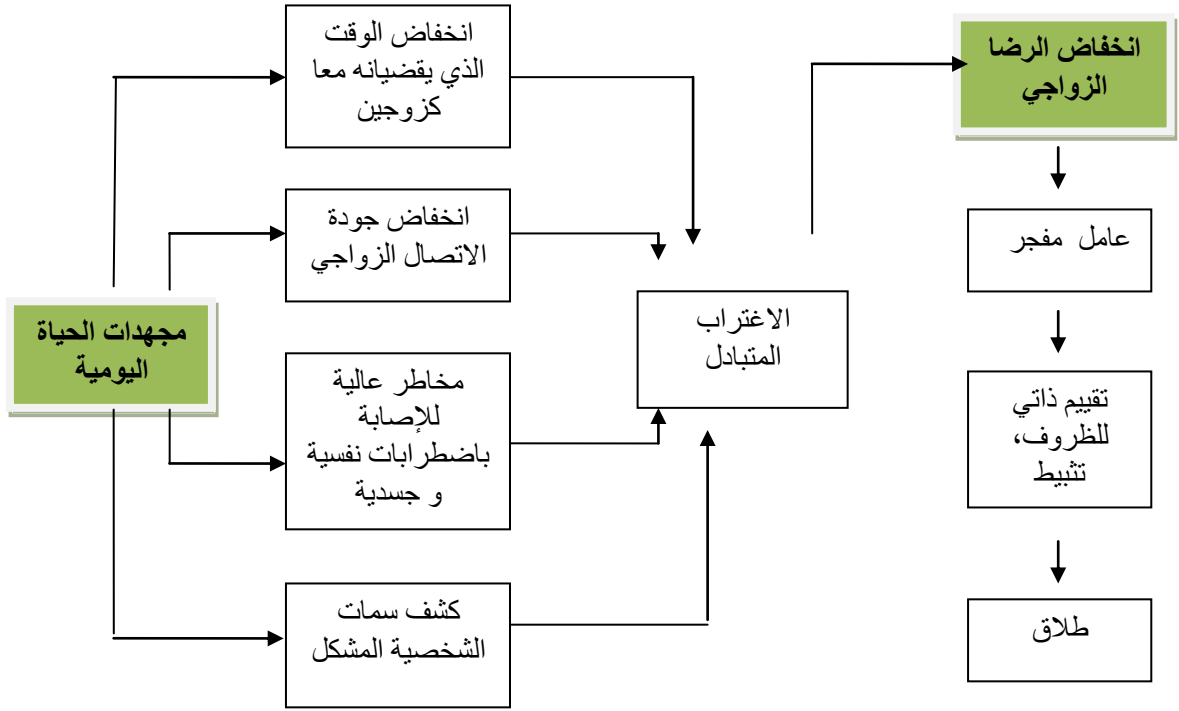 مجهدات الحياة
اليومية
انخفاض الوقت
الذي يقضيانه معا
كزوجين
انخفاض جودة
الاتصال الزواجي
مخاطر عالية
للإصابة
باضطرابات نفسية
و جسدية
كشف سمات
الشخصية المشكل
الاغتراب
المتبادل
انخفاض الرضا
الزواجي
عامل مفجر
تقييم ذاتي
للظروف،
تثبيط
طلاق